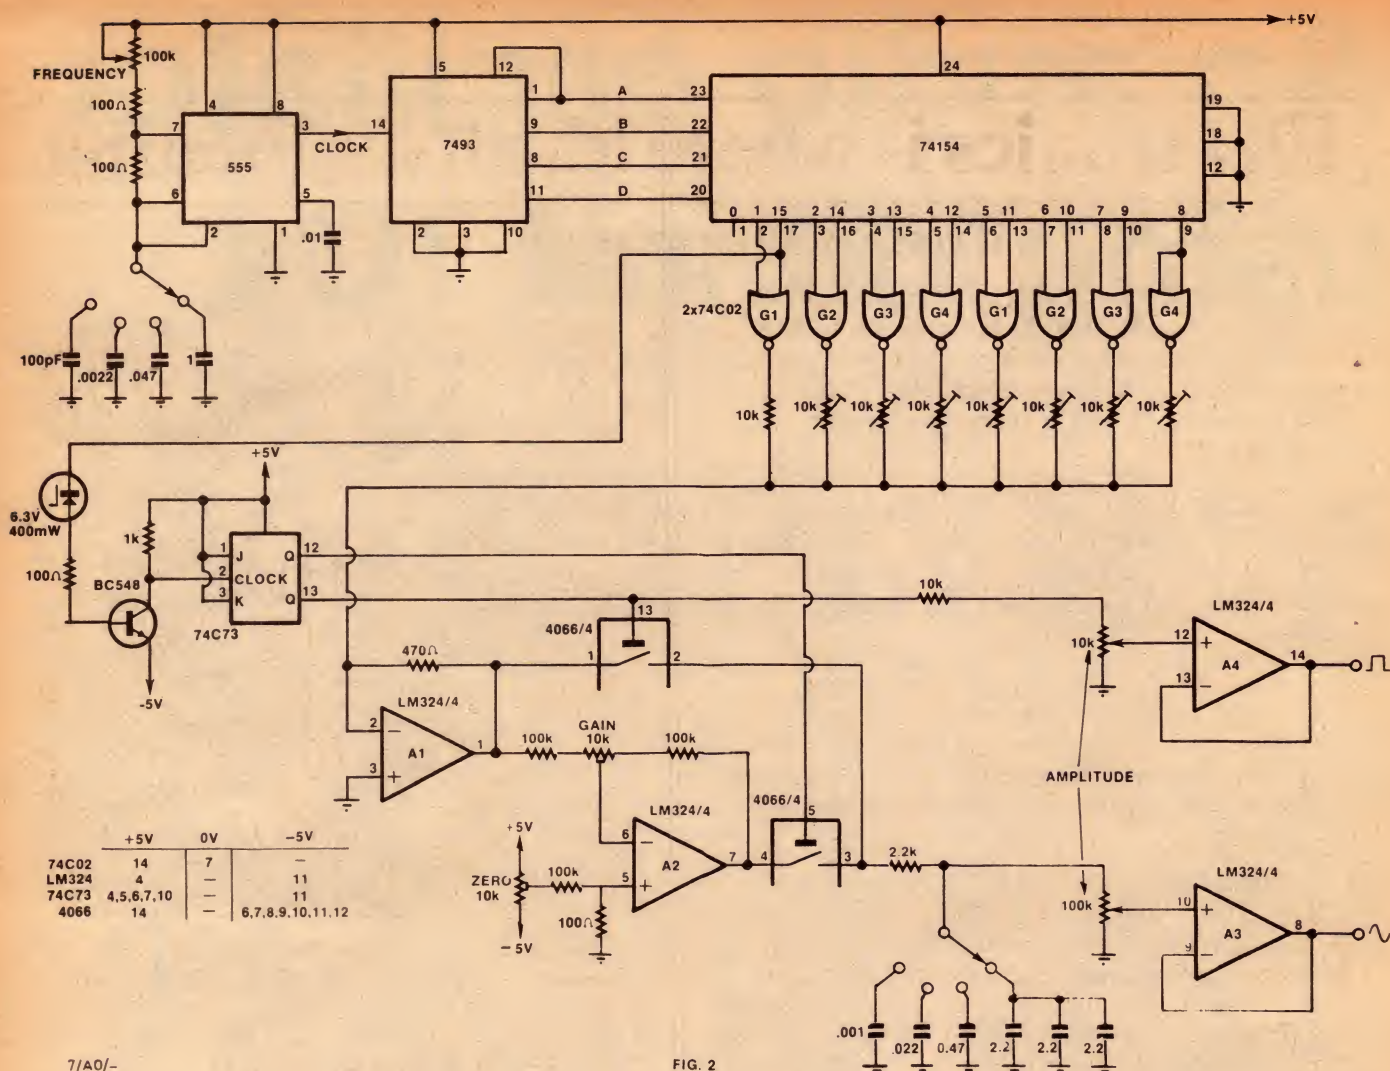 +5V
100k
FREQUENCY
100Ω
100Ω
4 8
7 3
555
CLOCK
6 5
2 1
.01
100pF
.0022
.047
1
5 12
14
7493
1
9
8
11
2 3 10
A
B
C
D
24
23
22
21
20
74154
19
18
12
0 1 15 2 14 3 13 4 12 5 11 6 10 7 9 8
1 2 17 3 16 4 15 5 14 6 13 7 11 8 10 9
2x74C02
G1 G2 G3 G4 G1 G2 G3 G4
10k 10k 10k 10k 10k 10k 10k 10k
+5V
6.3V
400mW
1k
100Ω
BC548
-5V
1 J Q 12
2 CLOCK
3 K Q 13
74C73
4066/4
13
1 2
470Ω
LM324/4
2
3
A1
1
100k
GAIN
10k
100k
+5V
ZERO
10k
-5V
100k
100Ω
LM324/4
6
5
A2
7
4066/4
5
4 3
2.2k
10k
10k
AMPLITUDE
100k
LM324/4
12
13
A4
14
LM324/4
10
9
A3
8
.001
.022
0.47
2.2
2.2
2.2
+5V 0V -5V
74C02 14 7 —
LM324 4 — 11
74C73 4,5,6,7,10 — 11
4066 14 — 6,7,8,9,10,11,12
7/AO/-
FIG. 2